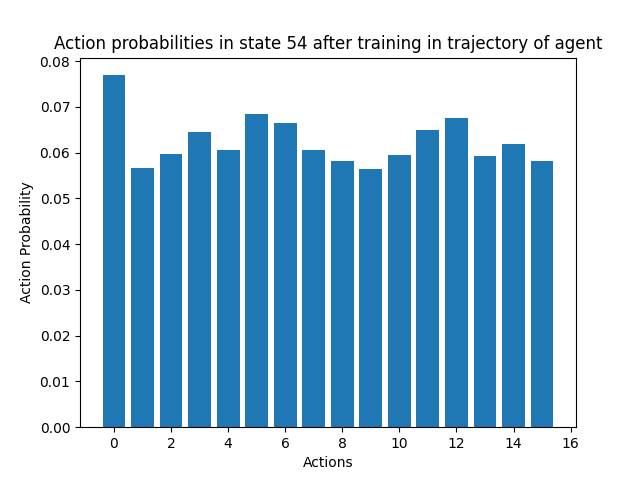 Action probabilities in state 54 after training in trajectory of agent
0.08
0.07
0.06
0.05
0.04
0.03
0.02
0.01
0.00
Action Probability
0 2 4 6 8 10 12 14 16
Actions